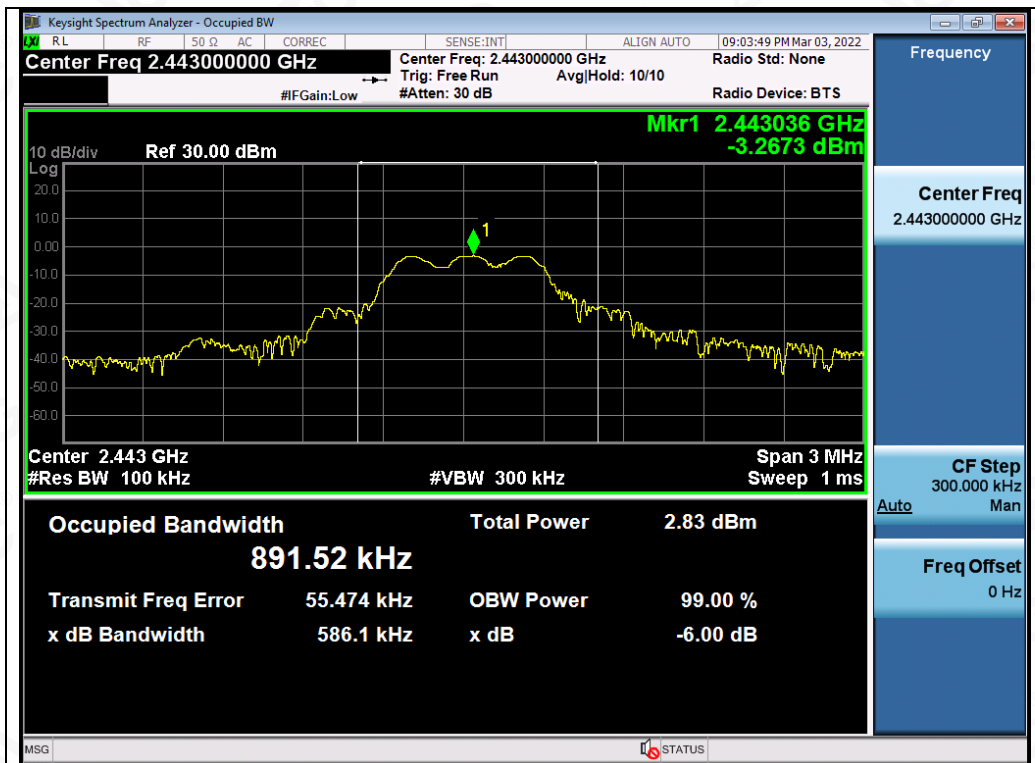 Keysight Spectrum Analyzer - Occupied BW
LXI RL RF 50 Ω AC CORREC SENSE:INT ALIGN AUTO 09:03:49 PM Mar 03, 2022
Center Freq 2.443000000 GHz
Center Freq: 2.443000000 GHz
Radio Std: None
Trig: Free Run Avg|Hold: 10/10
#IFGain:Low
#Atten: 30 dB
Radio Device: BTS
Mkr1 2.443036 GHz
-3.2673 dBm
10 dB/div Ref 30.00 dBm
Log
20.0
10.0
0.00
-10.0
-20.0
-30.0
-40.0
-50.0
-60.0
1
Center 2.443 GHz
Span 3 MHz
#Res BW 100 kHz
#VBW 300 kHz
Sweep 1 ms
Occupied Bandwidth
891.52 kHz
Total Power 2.83 dBm
Transmit Freq Error 55.474 kHz
OBW Power 99.00 %
x dB Bandwidth 586.1 kHz
x dB -6.00 dB
Frequency
Center Freq
2.443000000 GHz
CF Step
300.000 kHz
Auto Man
Freq Offset
0 Hz
MSG
STATUS